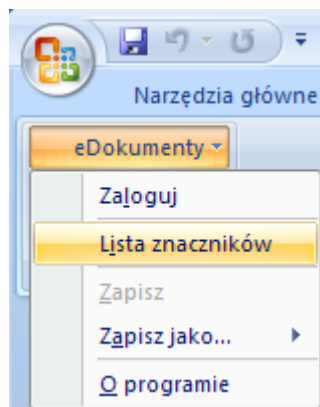 Narzędzia główne
eDokumenty
Zaloguj
Lista znaczników
Zapisz
Zapisz jako...
O programie